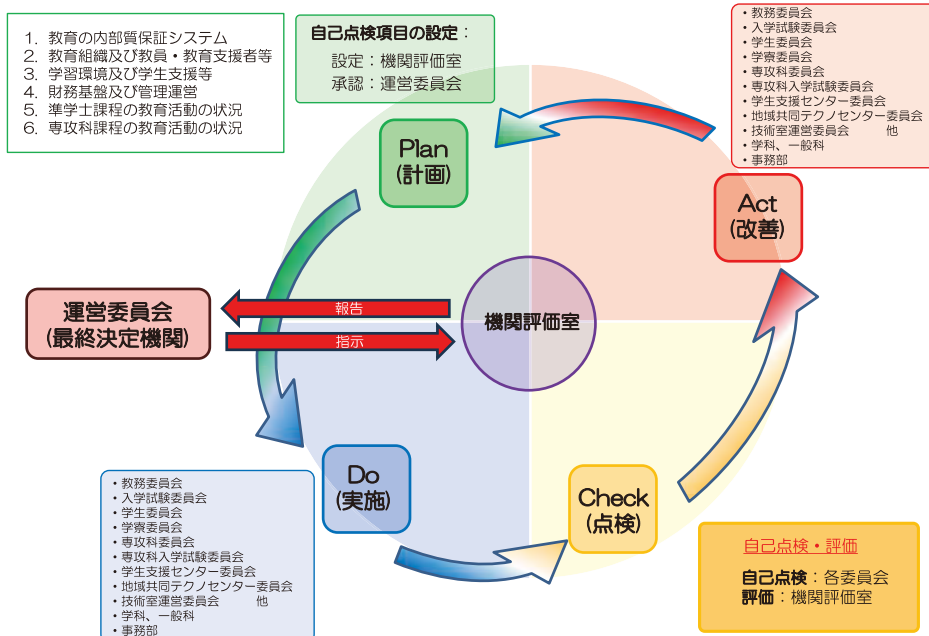 1. 教育の内部質保証システム
2. 教育組織及び教員・教育支援者等
3. 学習環境及び学生支援等
4. 財務基盤及び管理運営
5. 準学士課程の教育活動の状況
6. 専攻科課程の教育活動の状況
自己点検項目の設定：
設定：機関評価室
承認：運営委員会
・教務委員会
・入学試験委員会
・学生委員会
・学寮委員会
・専攻科委員会
・専攻科入学試験委員会
・学生支援センター委員会
・地域共同テクノセンター委員会
・技術室運営委員会　　他
・学科、一般科
・事務部
Plan
(計画)
Act
(改善)
運営委員会
(最終決定機関)
報告
指示
機関評価室
Do
(実施)
Check
(点検)
・教務委員会
・入学試験委員会
・学生委員会
・学寮委員会
・専攻科委員会
・専攻科入学試験委員会
・学生支援センター委員会
・地域共同テクノセンター委員会
・技術室運営委員会　　他
・学科、一般科
・事務部
自己点検・評価
自己点検：各委員会
評価：機関評価室